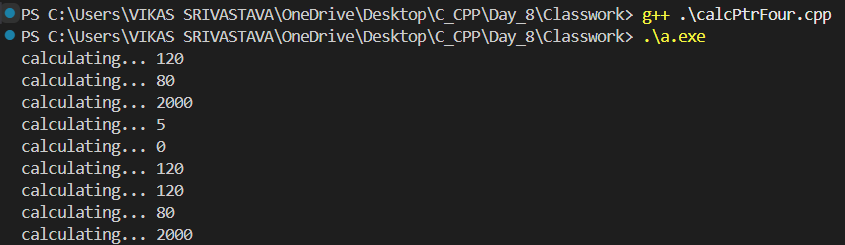 PS C:\Users\VIKAS SRIVASTAVA\OneDrive\Desktop\C_CPP\Day_8\Classwork> g++ .\calcPtrFour.cpp
PS C:\Users\VIKAS SRIVASTAVA\OneDrive\Desktop\C_CPP\Day_8\Classwork> .\a.exe
calculating... 120
calculating... 80
calculating... 2000
calculating... 5
calculating... 0
calculating... 120
calculating... 120
calculating... 80
calculating... 2000